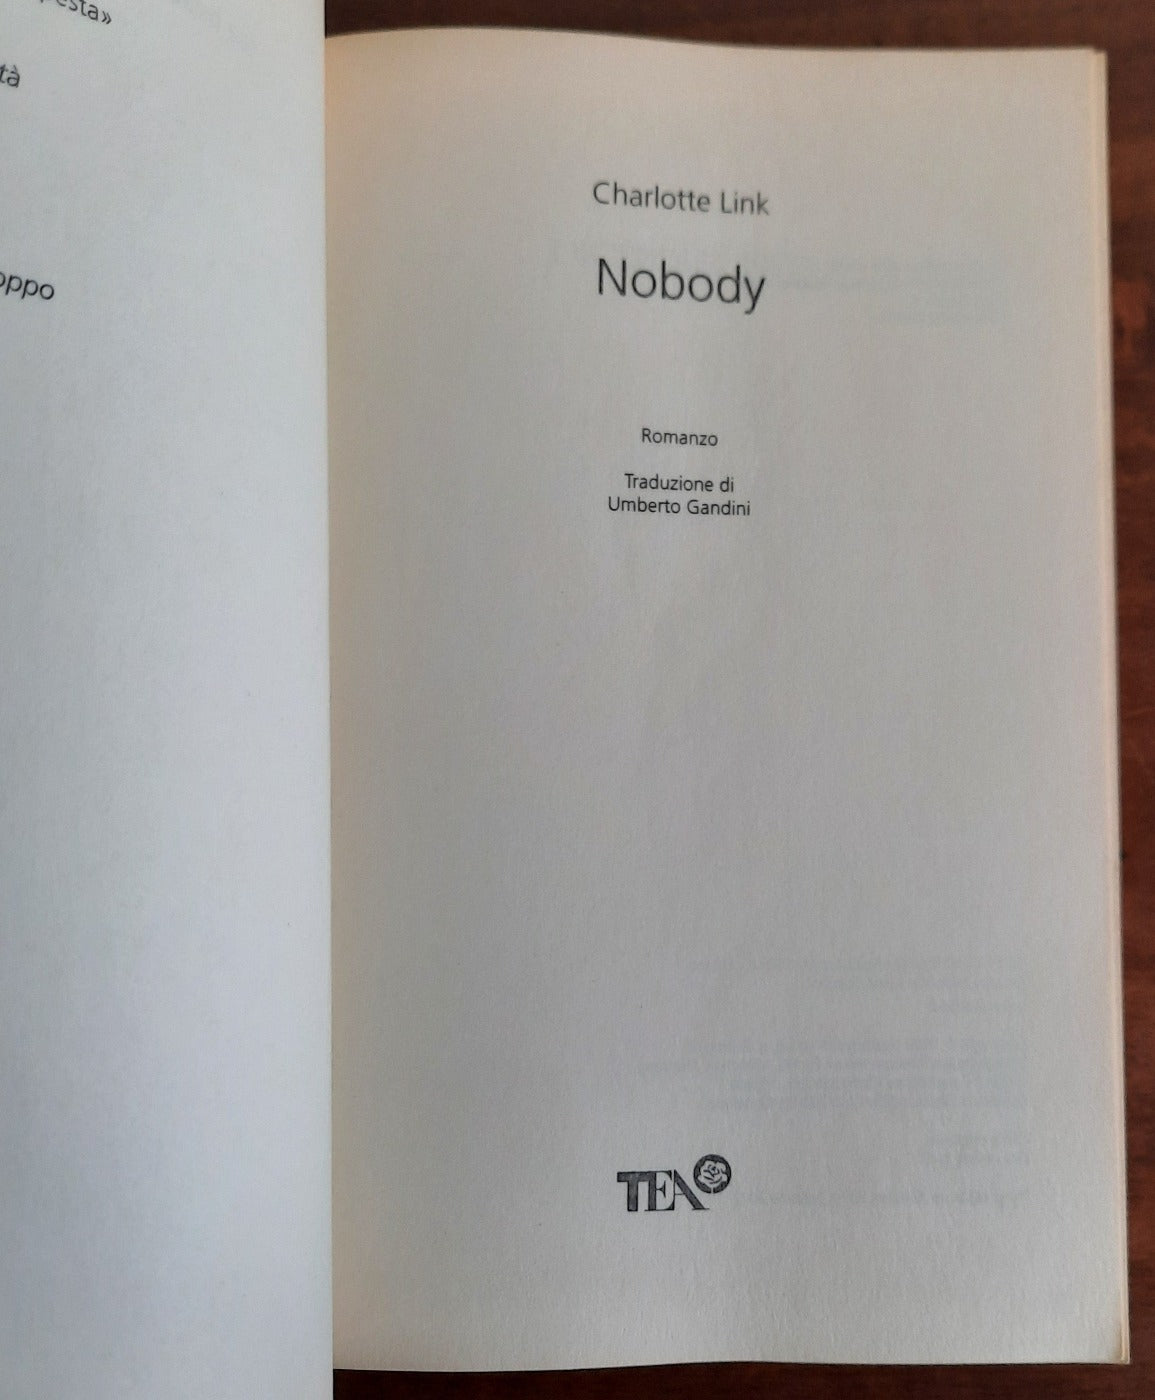 Charlotte Link
Nobody
Romanzo
Traduzione di
Umberto Gandini
TEA